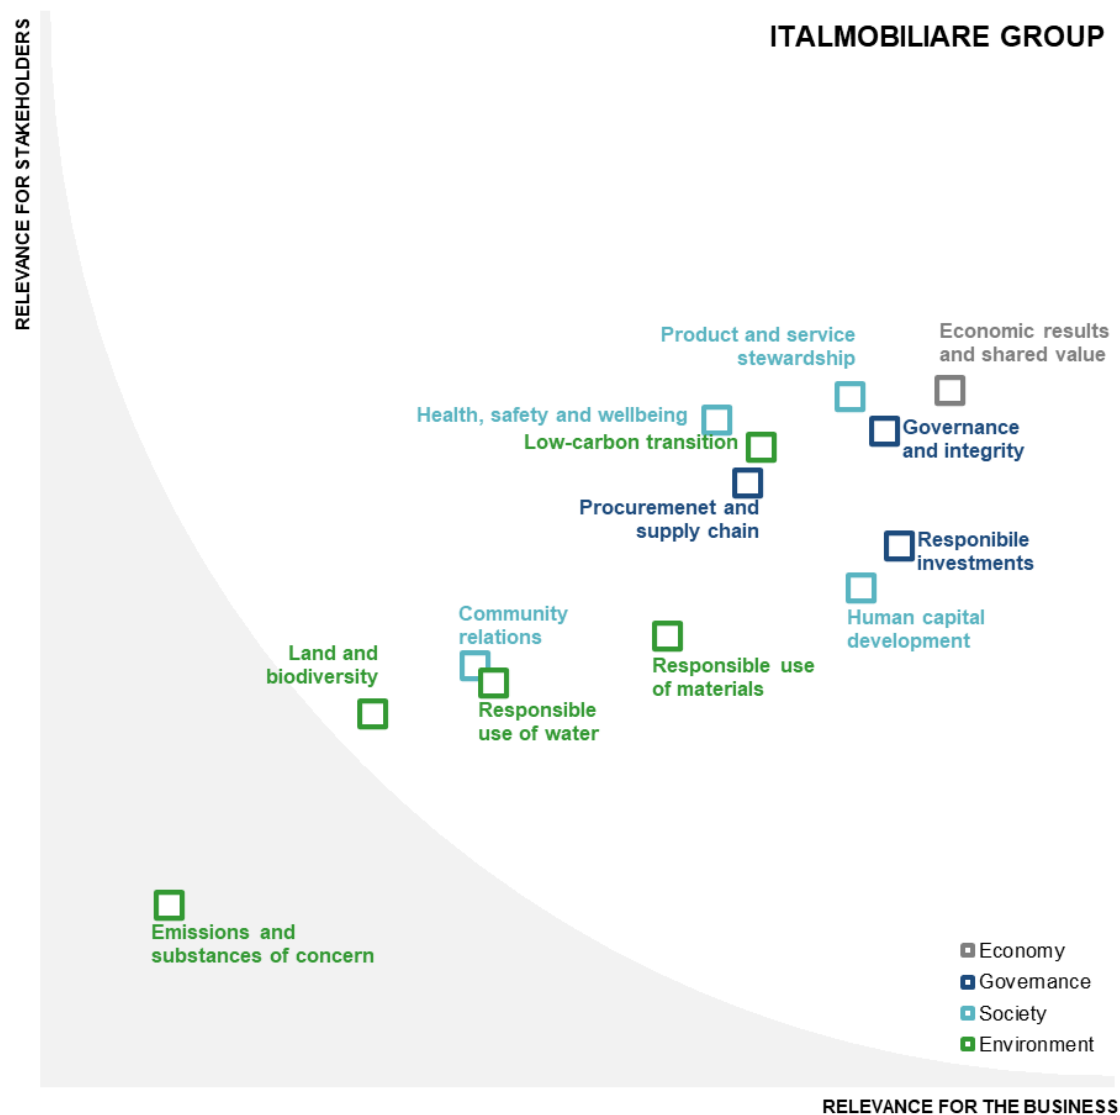 ITALMOBILIARE GROUP
RELEVANCE FOR STAKEHOLDERS
Product and service
stewardship
Economic results
and shared value
Health, safety and wellbeing
Low-carbon transition
Governance
and integrity
Procuremenet and
supply chain
Responibile
investments
Human capital
development
Community
relations
Land and
biodiversity
Responsible use
of materials
Responsible
use of water
Emissions and
substances of concern
Economy
Governance
Society
Environment
RELEVANCE FOR THE BUSINESS